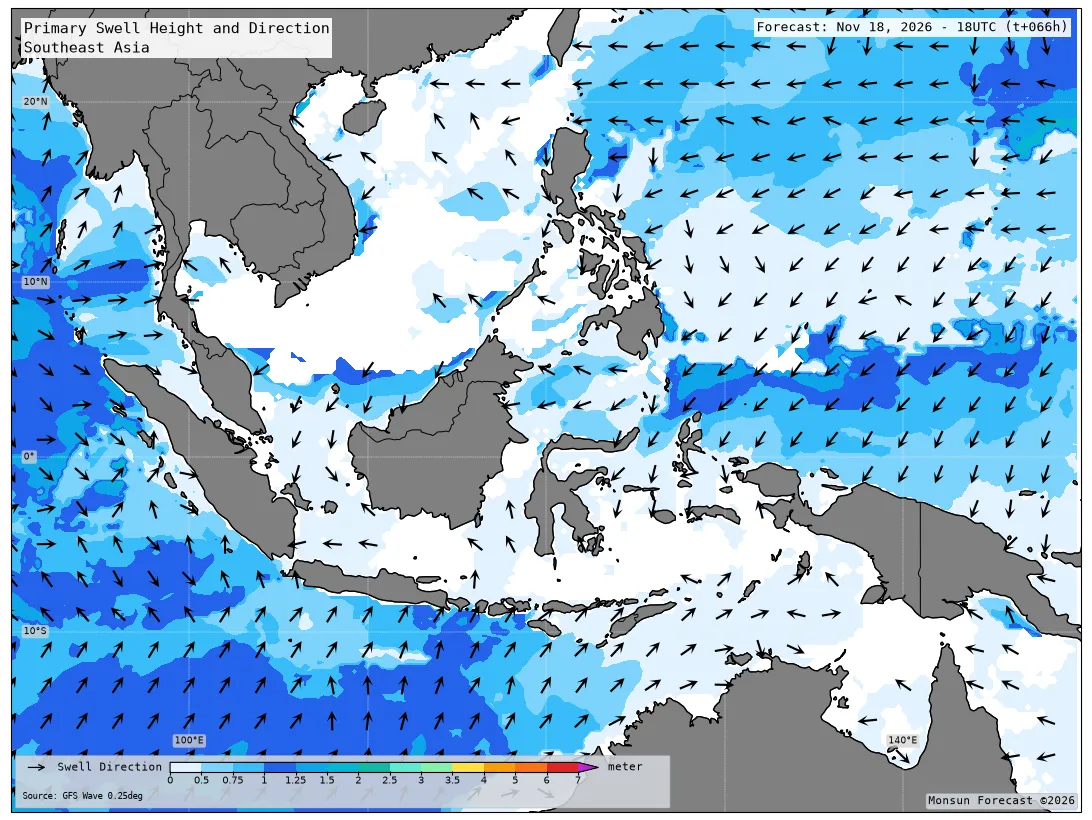 Primary Swell Height and Direction
Southeast Asia
Forecast: Nov 18, 2026 - 18UTC (t+066h)
20°N
10°N
0°
10°S
100°E
140°E
Swell Direction
meter
0 0.5 0.75 1 1.25 1.5 2 2.5 3 3.5 4 5 6 7
Source: GFS Wave 0.25deg
Monsun Forecast ©2026